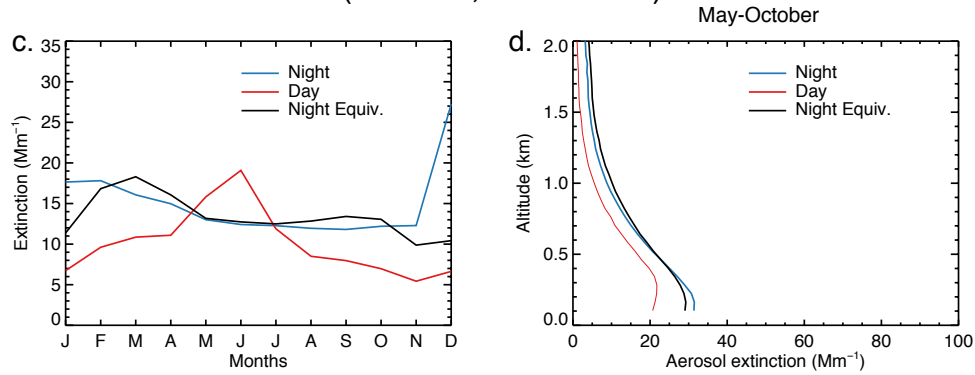 May-October
c.
35
30
25
20
15
10
5
0
Extinction (Mm⁻¹)
Night
Day
Night Equiv.
J F M A M J J A S O N D
Months
d.
2.0
1.5
1.0
0.5
0.0
Altitude (km)
Night
Day
Night Equiv.
0 20 40 60 80 100
Aerosol extinction (Mm⁻¹)